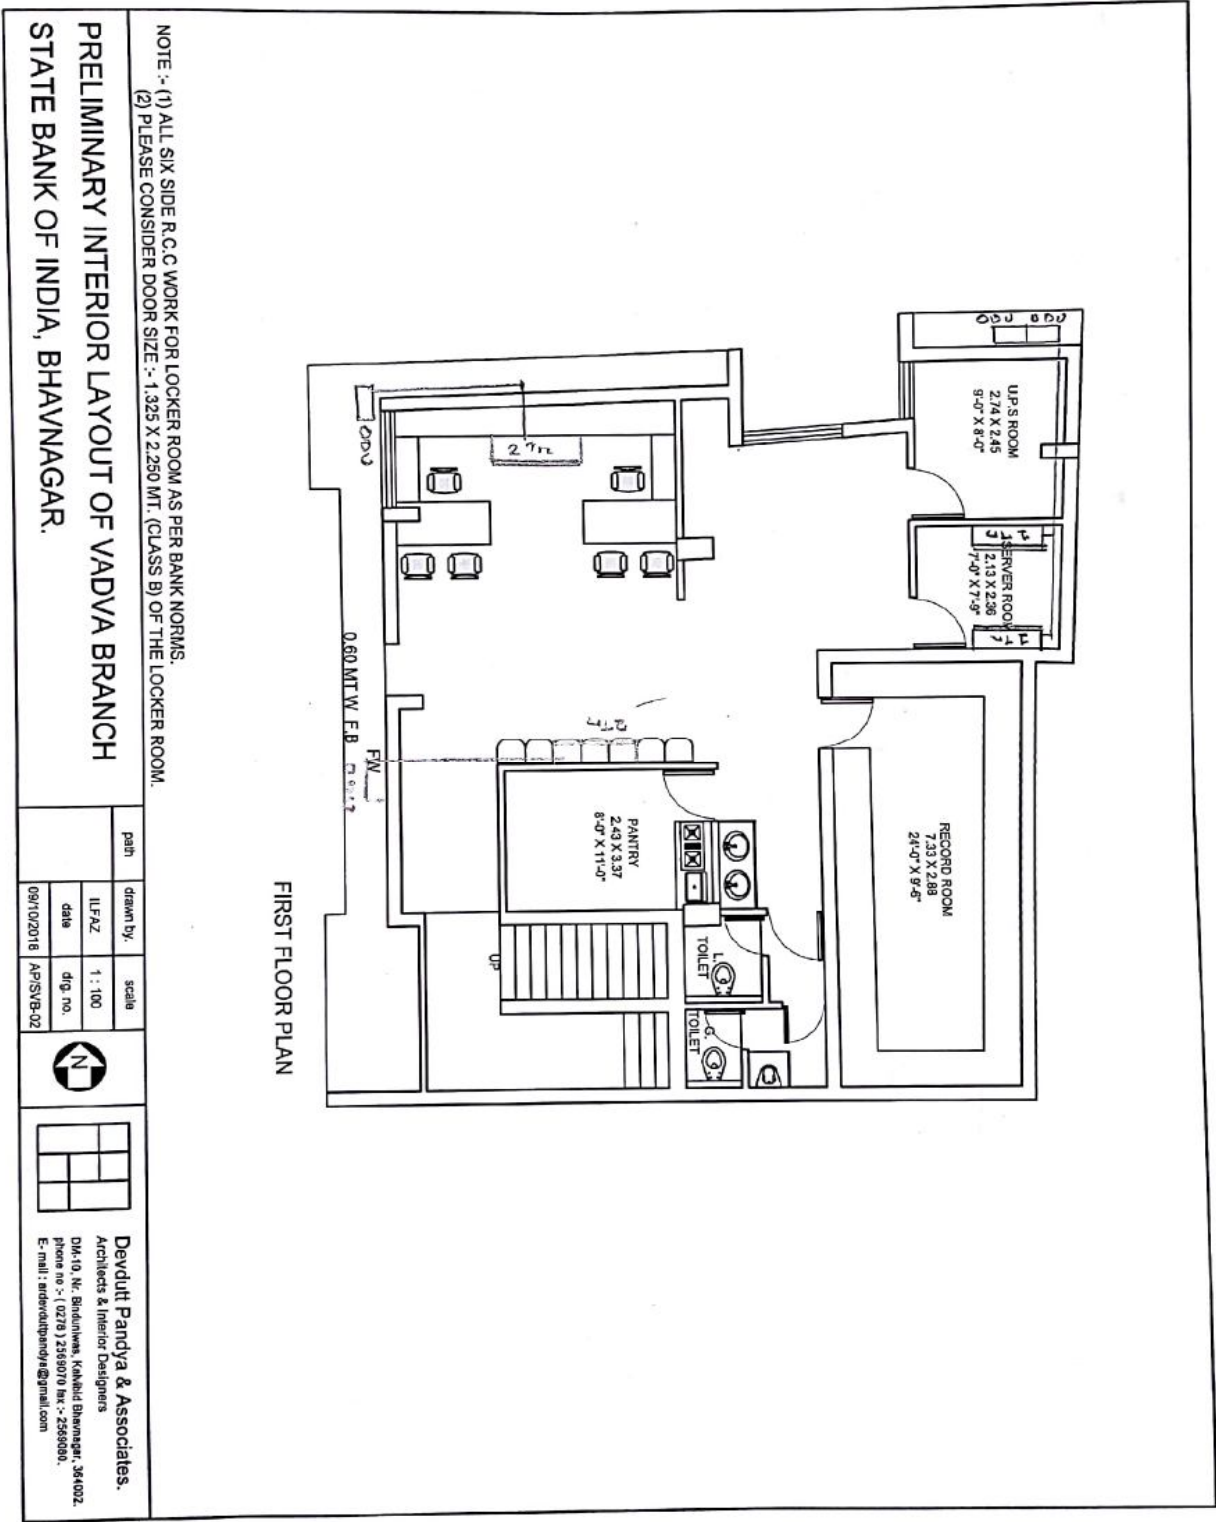 U.P.S ROOM
2.74 X 2.45
9'-0" X 8'-0"
SERVER ROOM
2.13 X 2.36
7'-0" X 7'-9"
RECORD ROOM
7.33 X 2.88
24'-0" X 9'-6"
PANTRY
2.43 X 3.37
8'-0" X 11'-0"
L.
TOILET
G.
TOILET
UP
ODU
ODU
ODU
0.60 MT W F.B
FIRST FLOOR PLAN
NOTE :- (1) ALL SIX SIDE R.C.C WORK FOR LOCKER ROOM AS PER BANK NORMS.
(2) PLEASE CONSIDER DOOR SIZE :- 1.325 X 2.250 MT. (CLASS B) OF THE LOCKER ROOM.
PRELIMINARY INTERIOR LAYOUT OF VADVA BRANCH
STATE BANK OF INDIA, BHAVNAGAR.
path
drawn by.
scale
ILFAZ
1 : 100
date
drg. no.
09/10/2016
AP/SVB-02
N
Devdutt Pandya & Associates.
Architects & Interior Designers
DM-10, Nr. Bindunivas, Kalvibid Bhavnagar, 364002.
phone no :- ( 0278 ) 2569070 fax :- 2569080.
E- mail : ardevduttpandya@gmail.com